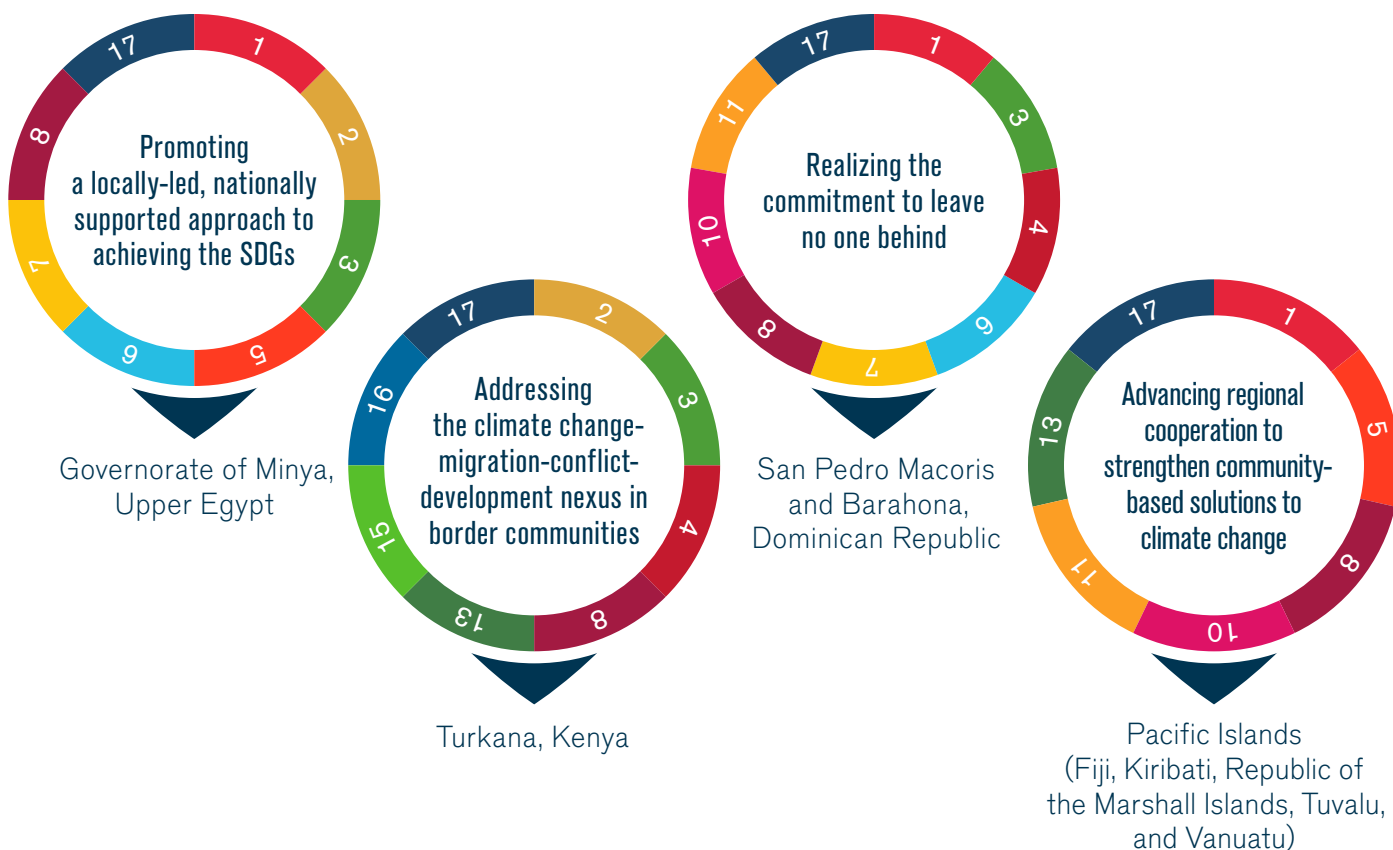 17
1
2
3
5
6
7
8
Promoting
a locally-led, nationally
supported approach to
achieving the SDGs
Governorate of Minya,
Upper Egypt
17
2
3
4
8
13
15
16
Addressing
the climate change-
migration-conflict-
development nexus in
border communities
Turkana, Kenya
17
1
3
4
6
7
8
10
11
Realizing the
commitment to leave
no one behind
San Pedro Macoris
and Barahona,
Dominican Republic
17
1
5
8
10
11
13
Advancing regional
cooperation to
strengthen community-
based solutions to
climate change
Pacific Islands
(Fiji, Kiribati, Republic of
the Marshall Islands, Tuvalu,
and Vanuatu)